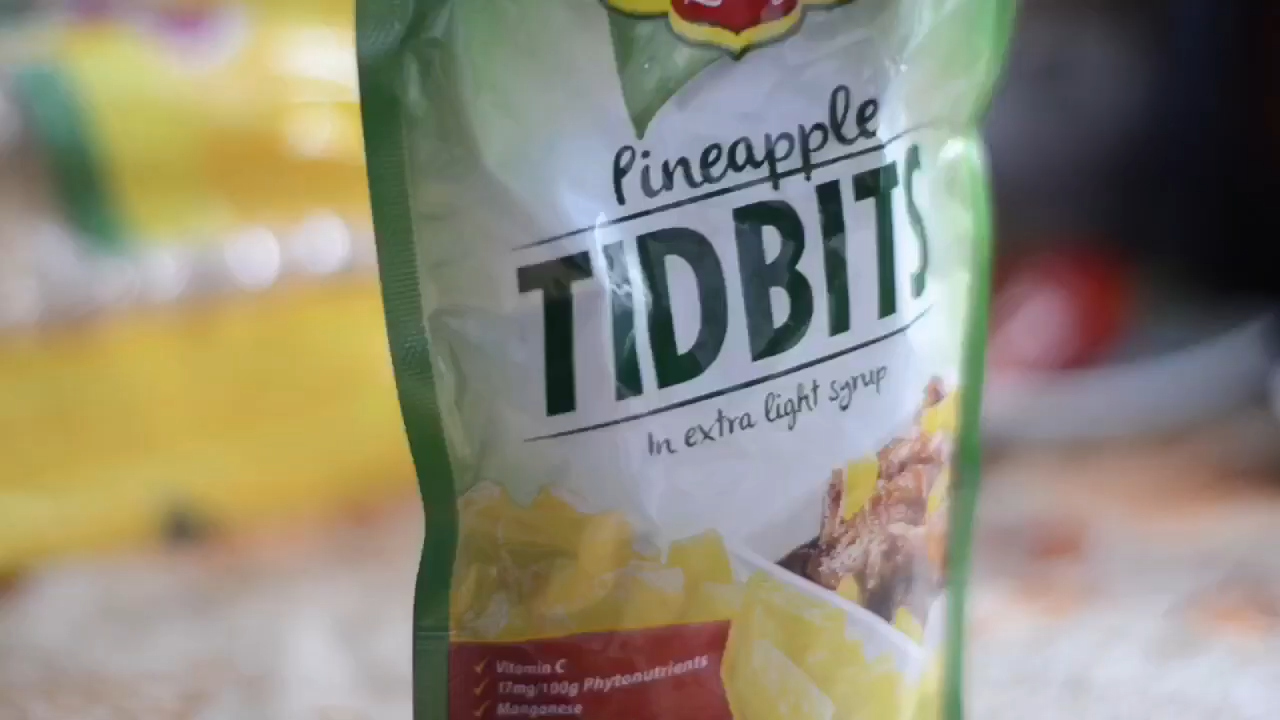 Pineapple
TIDBITS
In extra light syrup
✓ Vitamin C
✓ 17mg/100g Phytonutrients
✓ Manganese